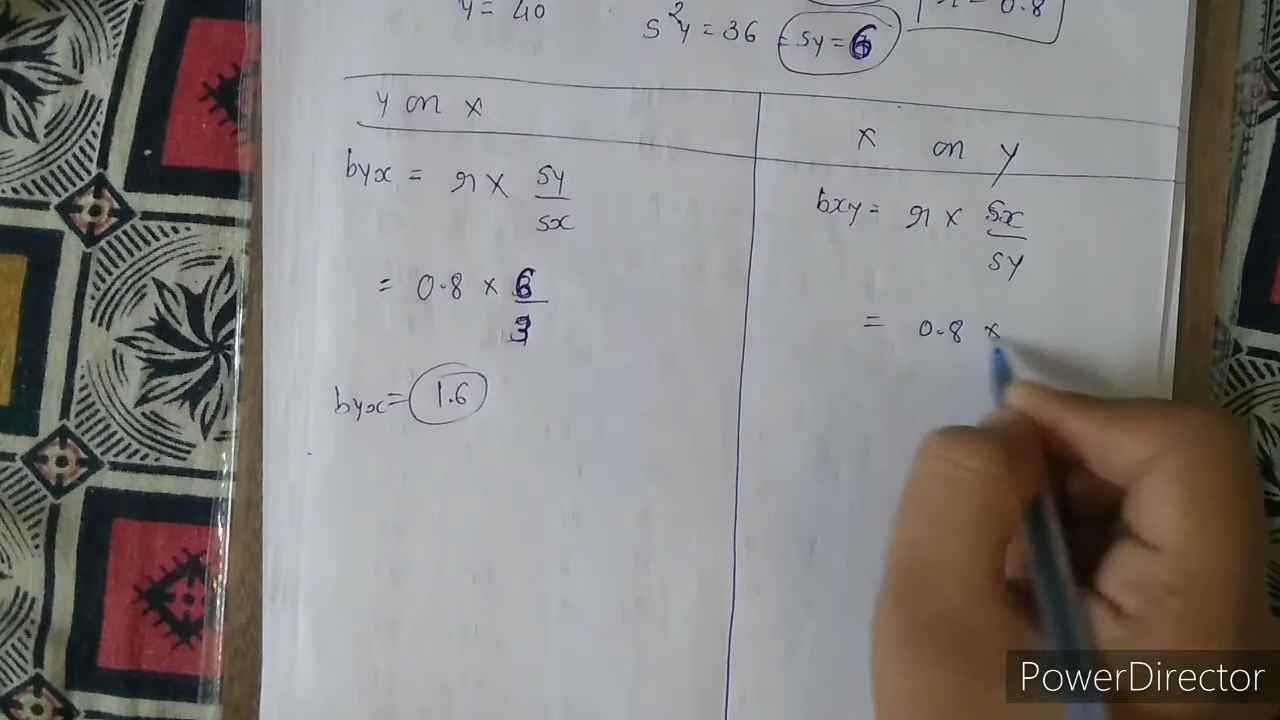 y = 40
s²y = 36 sy = 6
r = 0.8
y on x
byx = r x sy/sx
= 0.8 x 6/3
byx = 1.6
x on y
bxy = r x sx/sy
= 0.8 x
PowerDirector